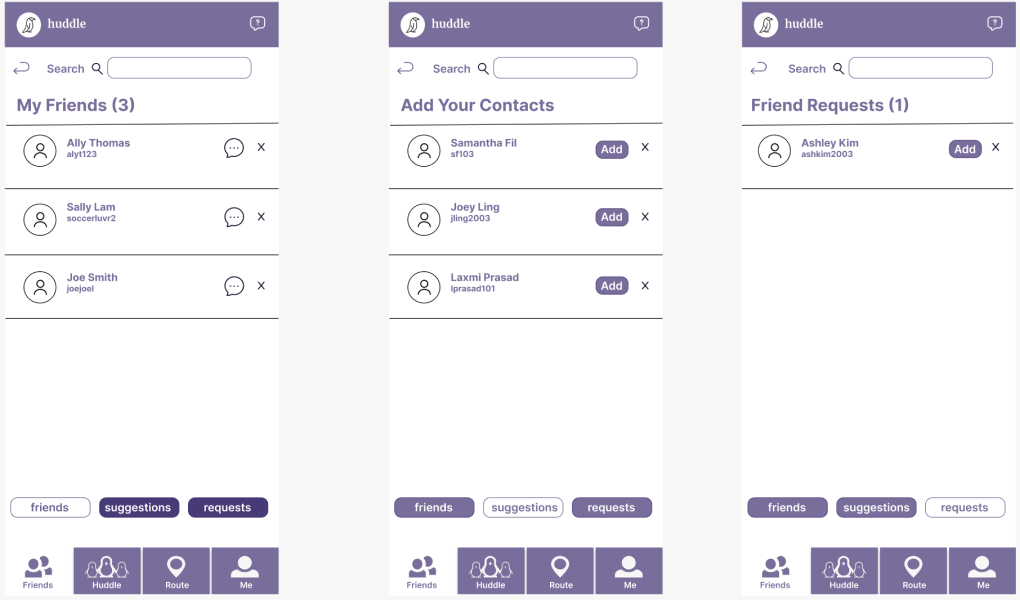 huddle
?
Search
My Friends (3)
Ally Thomas
alyt123
X
Sally Lam
soccerluvr2
X
Joe Smith
joejoel
X
friends suggestions requests
Friends Huddle Route Me
huddle
?
Search
Add Your Contacts
Samantha Fil
sf103
Add X
Joey Ling
jling2003
Add X
Laxmi Prasad
lprasad101
Add X
friends suggestions requests
Friends Huddle Route Me
huddle
?
Search
Friend Requests (1)
Ashley Kim
ashkim2003
Add X
friends suggestions requests
Friends Huddle Route Me